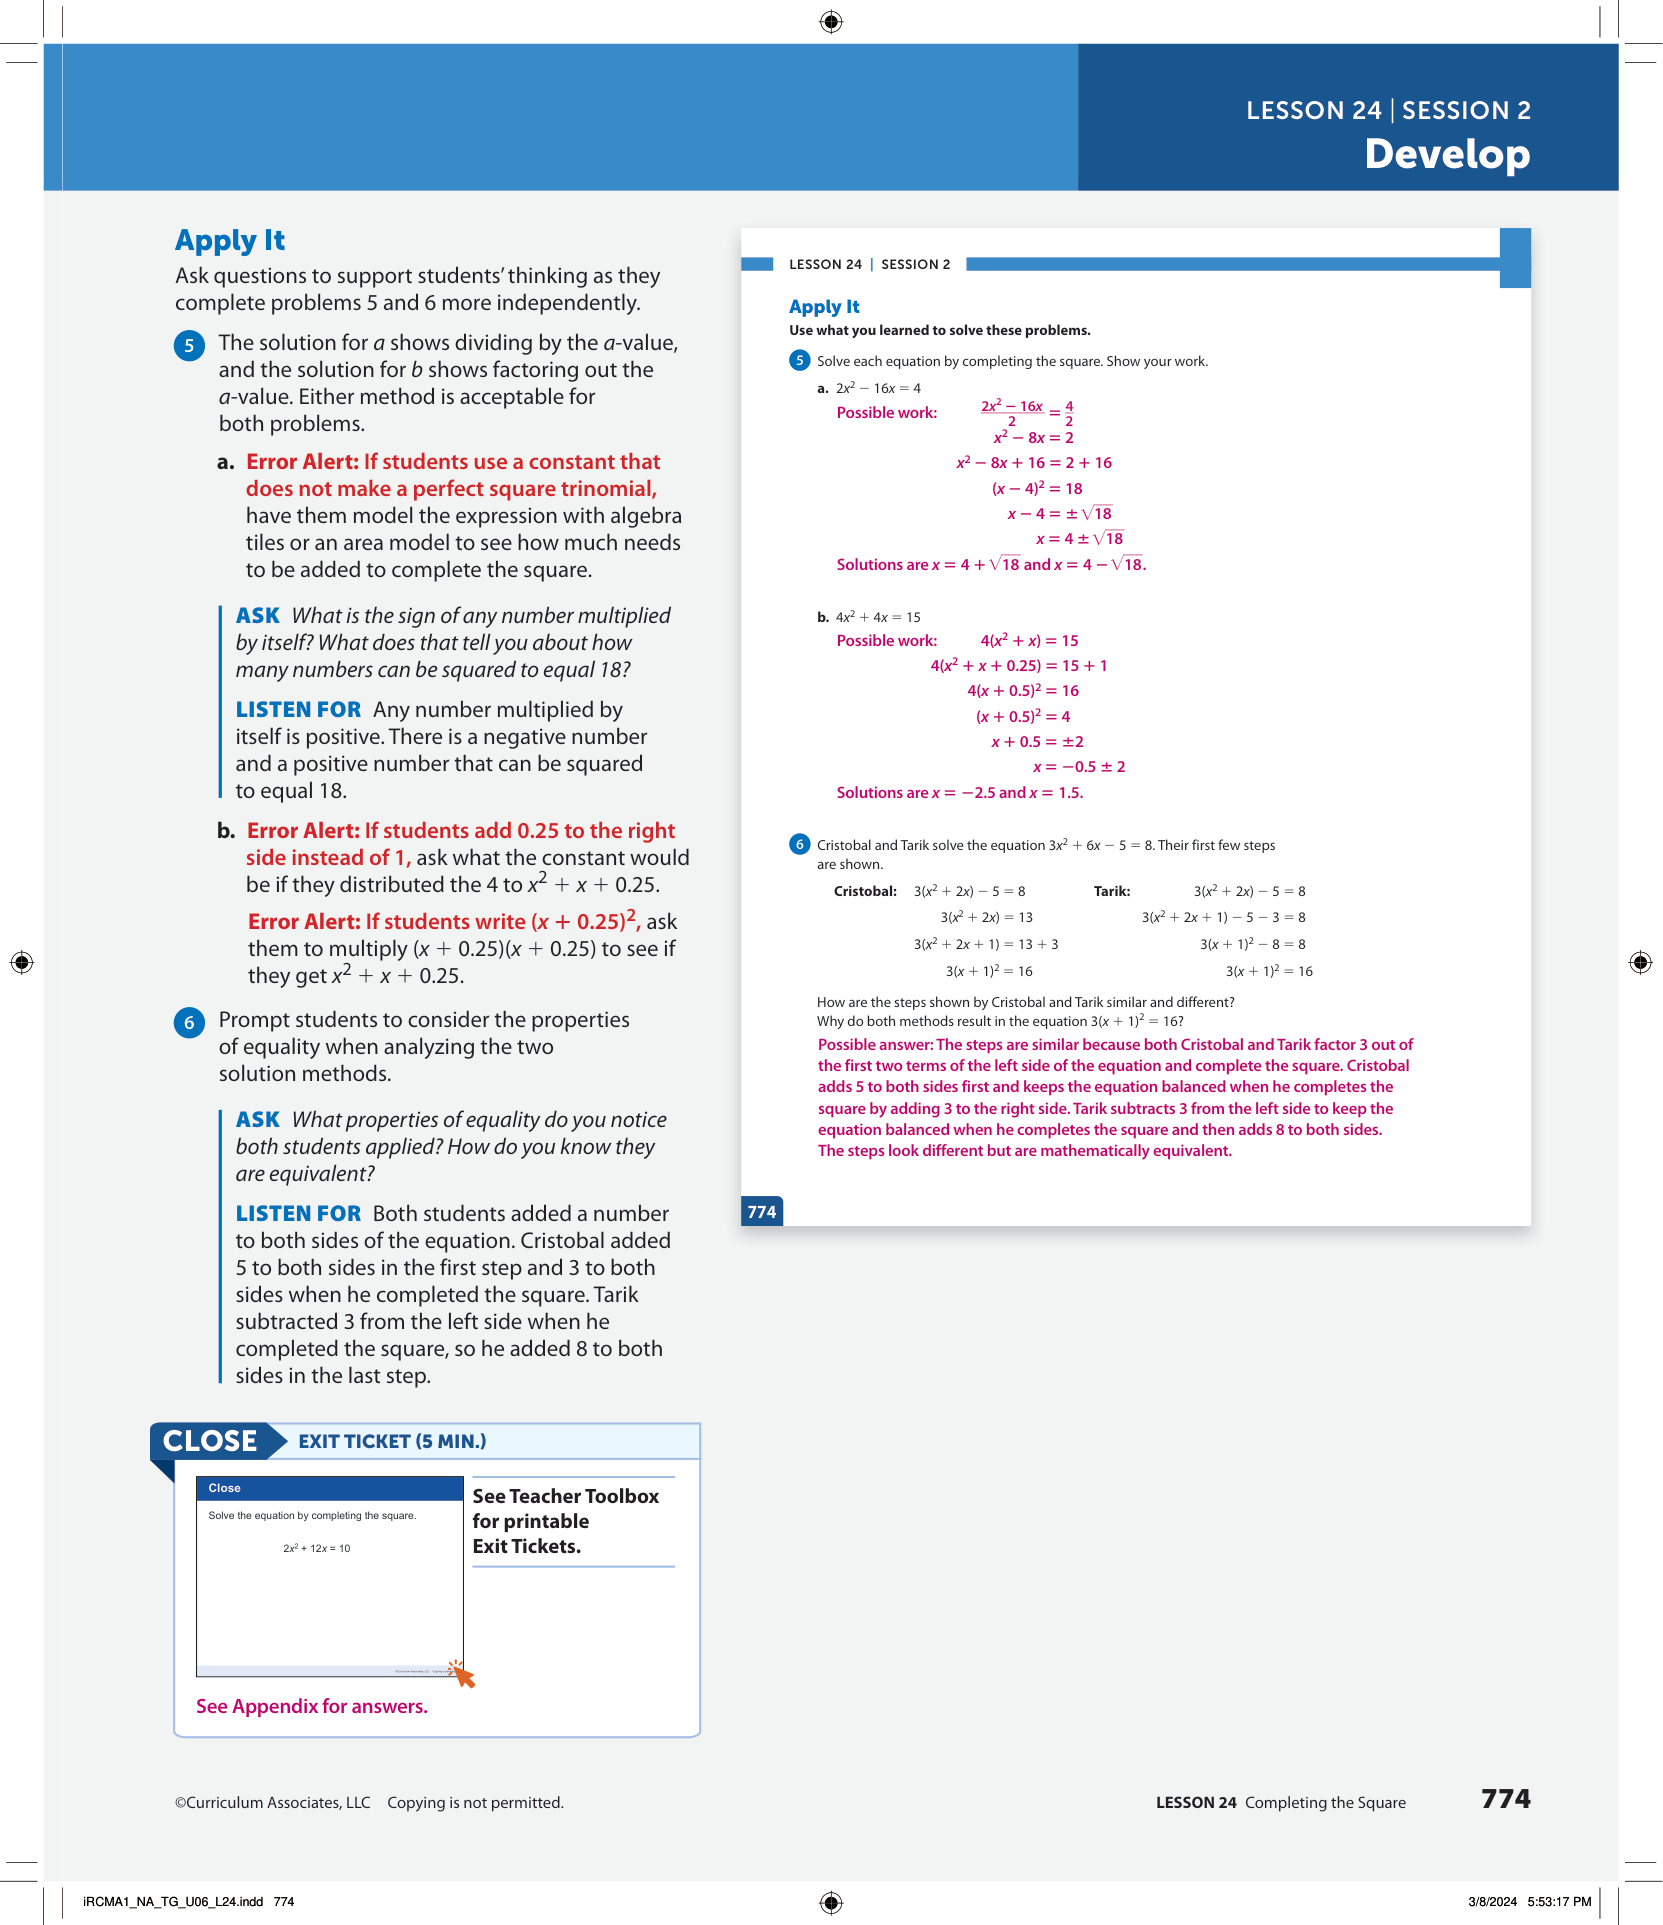 LESSON 24 | SESSION 2
Develop
Apply It
Ask questions to support students’ thinking as they
complete problems 5 and 6 more independently.
5 The solution for a shows dividing by the a-value,
and the solution for b shows factoring out the
a-value. Either method is acceptable for
both problems.
a. Error Alert: If students use a constant that
does not make a perfect square trinomial,
have them model the expression with algebra
tiles or an area model to see how much needs
to be added to complete the square.
ASK What is the sign of any number multiplied
by itself? What does that tell you about how
many numbers can be squared to equal 18?
LISTEN FOR Any number multiplied by
itself is positive. There is a negative number
and a positive number that can be squared
to equal 18.
b. Error Alert: If students add 0.25 to the right
side instead of 1, ask what the constant would
be if they distributed the 4 to x² + x + 0.25.
Error Alert: If students write (x + 0.25)², ask
them to multiply (x + 0.25)(x + 0.25) to see if
they get x² + x + 0.25.
6 Prompt students to consider the properties
of equality when analyzing the two
solution methods.
ASK What properties of equality do you notice
both students applied? How do you know they
are equivalent?
LISTEN FOR Both students added a number
to both sides of the equation. Cristobal added
5 to both sides in the first step and 3 to both
sides when he completed the square. Tarik
subtracted 3 from the left side when he
completed the square, so he added 8 to both
sides in the last step.
CLOSE EXIT TICKET (5 MIN.)
Close
Solve the equation by completing the square.
2x² + 12x = 10
See Teacher Toolbox
for printable
Exit Tickets.
See Appendix for answers.
LESSON 24 | SESSION 2
Apply It
Use what you learned to solve these problems.
5 Solve each equation by completing the square. Show your work.
a. 2x² − 16x = 4
Possible work: (2x² − 16x)/2 = 4/2
x² − 8x = 2
x² − 8x + 16 = 2 + 16
(x − 4)² = 18
x − 4 = ±√18
x = 4 ± √18
Solutions are x = 4 + √18 and x = 4 − √18.
b. 4x² + 4x = 15
Possible work: 4(x² + x) = 15
4(x² + x + 0.25) = 15 + 1
4(x + 0.5)² = 16
(x + 0.5)² = 4
x + 0.5 = ±2
x = −0.5 ± 2
Solutions are x = −2.5 and x = 1.5.
6 Cristobal and Tarik solve the equation 3x² + 6x − 5 = 8. Their first few steps
are shown.
Cristobal: 3(x² + 2x) − 5 = 8 Tarik: 3(x² + 2x) − 5 = 8
3(x² + 2x) = 13 3(x² + 2x + 1) − 5 − 3 = 8
3(x² + 2x + 1) = 13 + 3 3(x + 1)² − 8 = 8
3(x + 1)² = 16 3(x + 1)² = 16
How are the steps shown by Cristobal and Tarik similar and different?
Why do both methods result in the equation 3(x + 1)² = 16?
Possible answer: The steps are similar because both Cristobal and Tarik factor 3 out of
the first two terms of the left side of the equation and complete the square. Cristobal
adds 5 to both sides first and keeps the equation balanced when he completes the
square by adding 3 to the right side. Tarik subtracts 3 from the left side to keep the
equation balanced when he completes the square and then adds 8 to both sides.
The steps look different but are mathematically equivalent.
774
©Curriculum Associates, LLC Copying is not permitted.
LESSON 24 Completing the Square 774
iRCMA1_NA_TG_U06_L24.indd 774
3/8/2024 5:53:17 PM